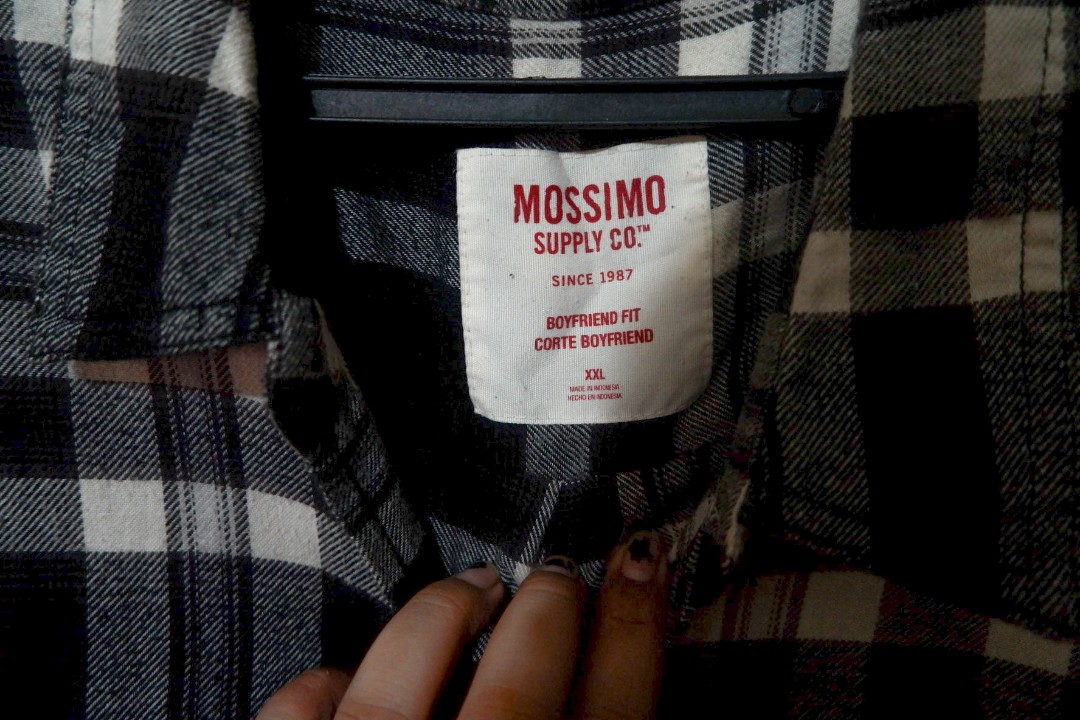 MOSSIMO
SUPPLY CO.™
SINCE 1987
BOYFRIEND FIT
CORTE BOYFRIEND
XXL
MADE IN INDONESIA
HECHO EN INDONESIA